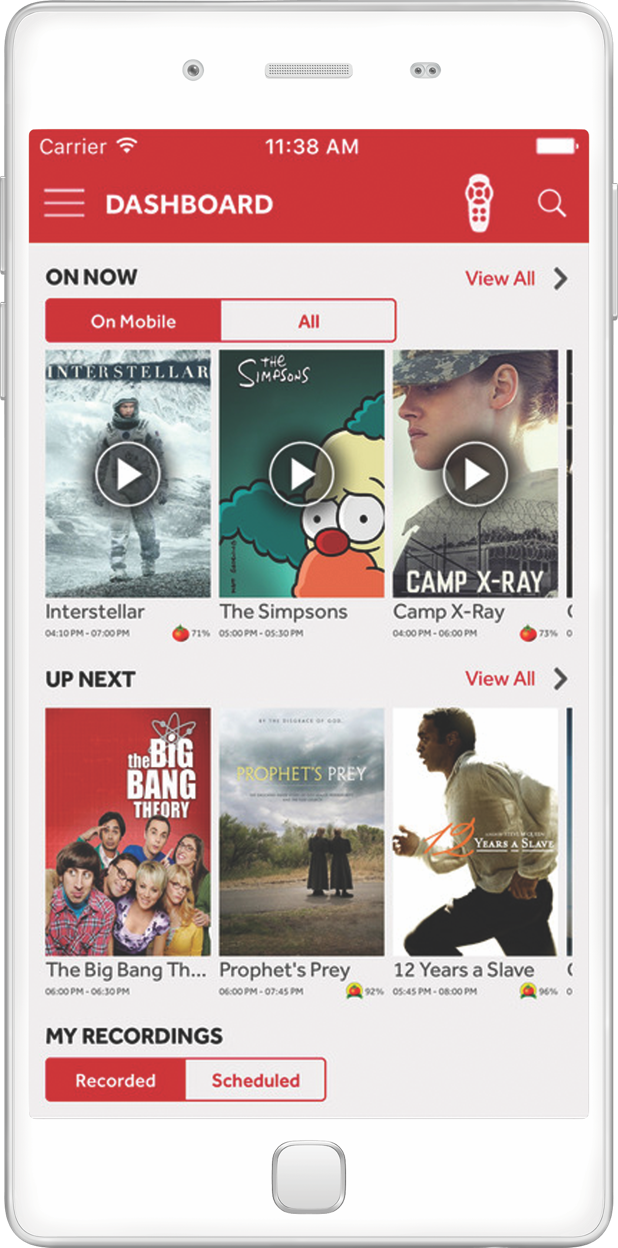 Carrier 11:38 AM
DASHBOARD
ON NOW View All
On Mobile All
INTERSTELLAR
THE
SIMPSONS
CAMP X-RAY
Interstellar The Simpsons Camp X-Ray
04:10 PM - 07:00 PM 71% 05:00 PM - 05:30 PM 04:00 PM - 06:00 PM 73%
UP NEXT View All
the BIG
BANG
THEORY
BY THE DISGRACE OF GOD...
PROPHET'S PREY
A FILM BY STEVE McQUEEN
12 YEARS A SLAVE
The Big Bang Th... Prophet's Prey 12 Years a Slave
06:00 PM - 06:30 PM 06:00 PM - 07:45 PM 92% 05:45 PM - 08:00 PM 96%
MY RECORDINGS
Recorded Scheduled